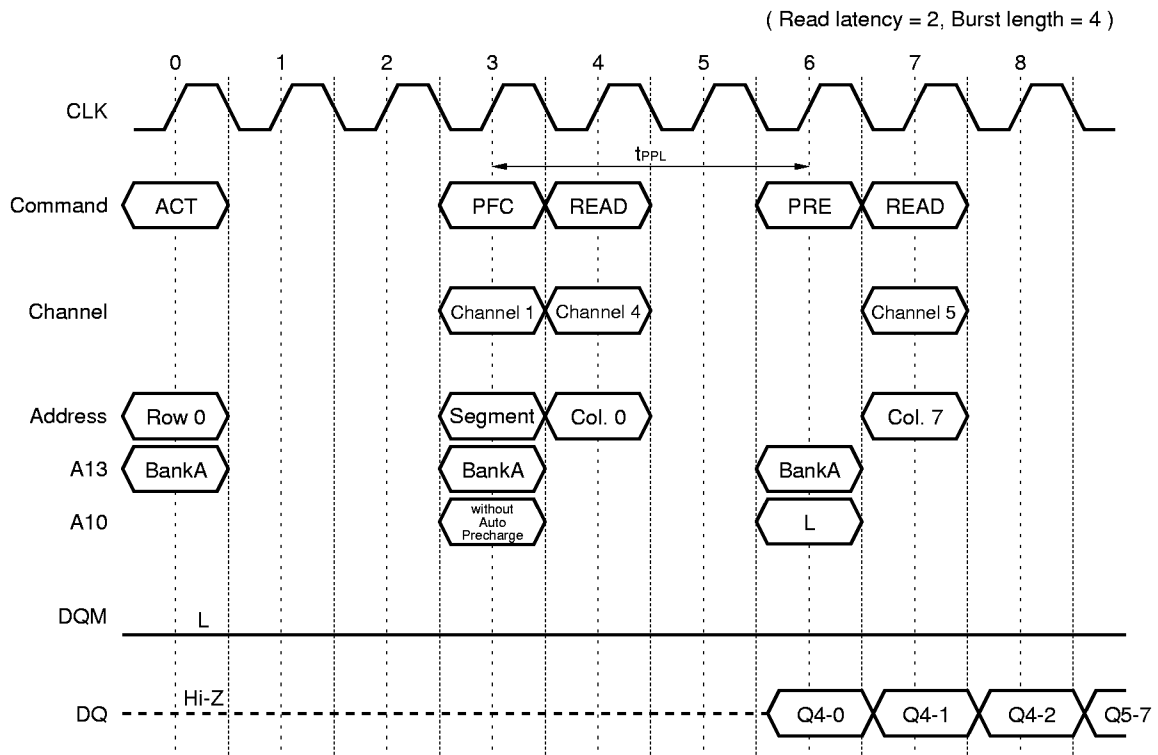 ( Read latency = 2, Burst length = 4 )
0 1 2 3 4 5 6 7 8
CLK
tPPL
Command ACT PFC READ PRE READ
Channel Channel 1 Channel 4 Channel 5
Address Row 0 Segment Col. 0 Col. 7
A13 BankA BankA BankA
A10 without Auto Precharge L
DQM L
Hi-Z
DQ Q4-0 Q4-1 Q4-2 Q5-7